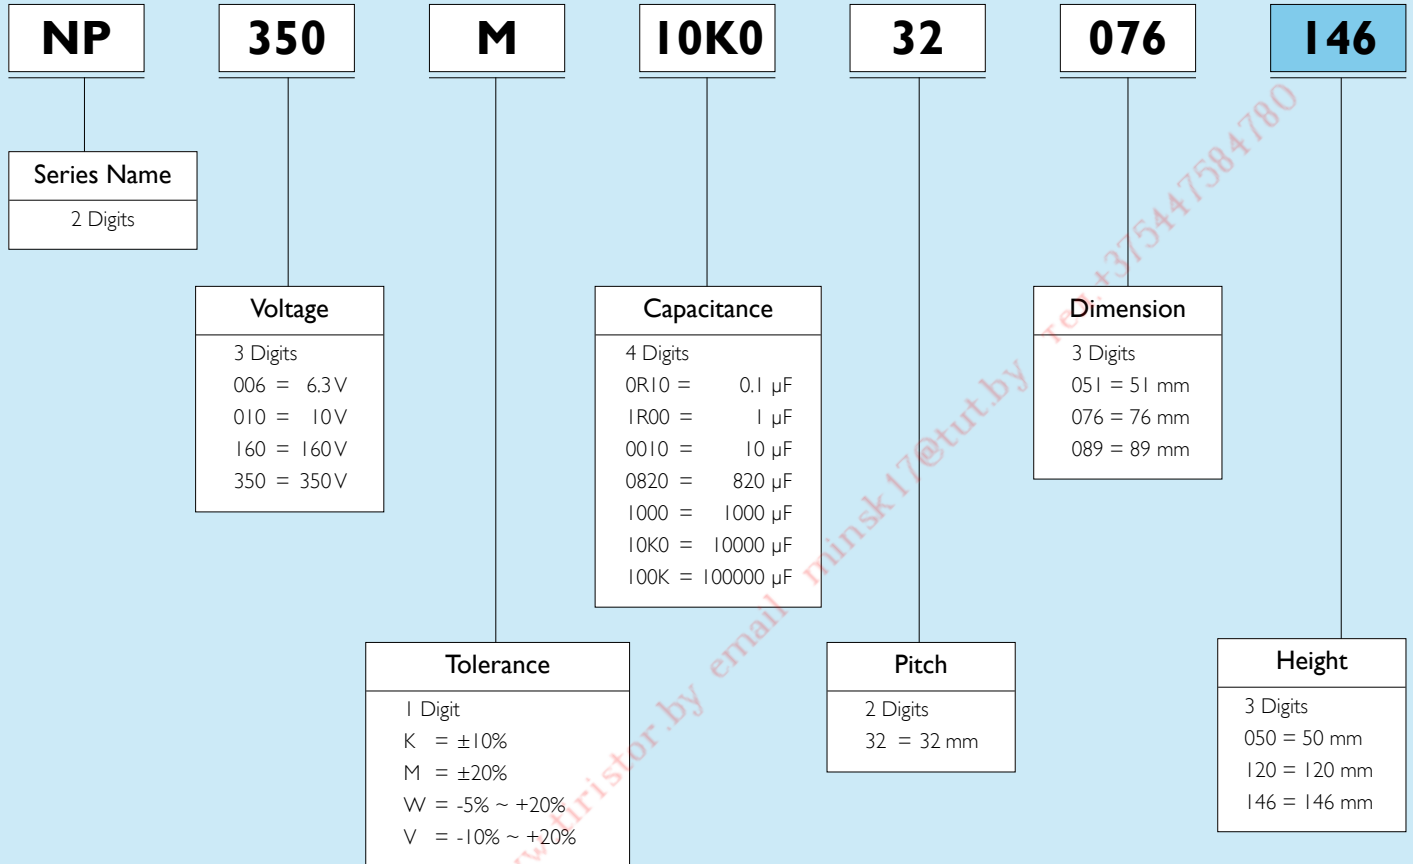 NP 350 M 10K0 32 076 146
Series Name
2 Digits
Voltage
3 Digits
006 = 6.3 V
010 = 10 V
160 = 160 V
350 = 350 V
Capacitance
4 Digits
0R10 = 0.1 µF
1R00 = 1 µF
0010 = 10 µF
0820 = 820 µF
1000 = 1000 µF
10K0 = 10000 µF
100K = 100000 µF
Dimension
3 Digits
051 = 51 mm
076 = 76 mm
089 = 89 mm
Tolerance
1 Digit
K = ±10%
M = ±20%
W = -5% ~ +20%
V = -10% ~ +20%
Pitch
2 Digits
32 = 32 mm
Height
3 Digits
050 = 50 mm
120 = 120 mm
146 = 146 mm
tiristor.by email minsk17@tut.by tel.+375447584780